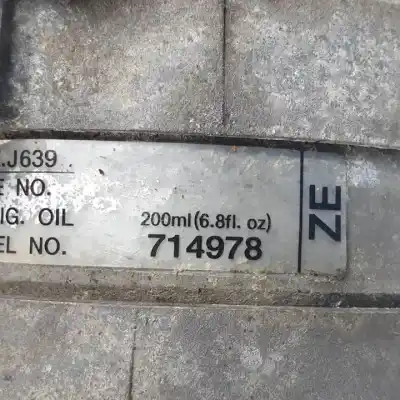 .J639
E NO.
IG. OIL 200ml(6.8fl. oz)
EL NO. 714978
ZE